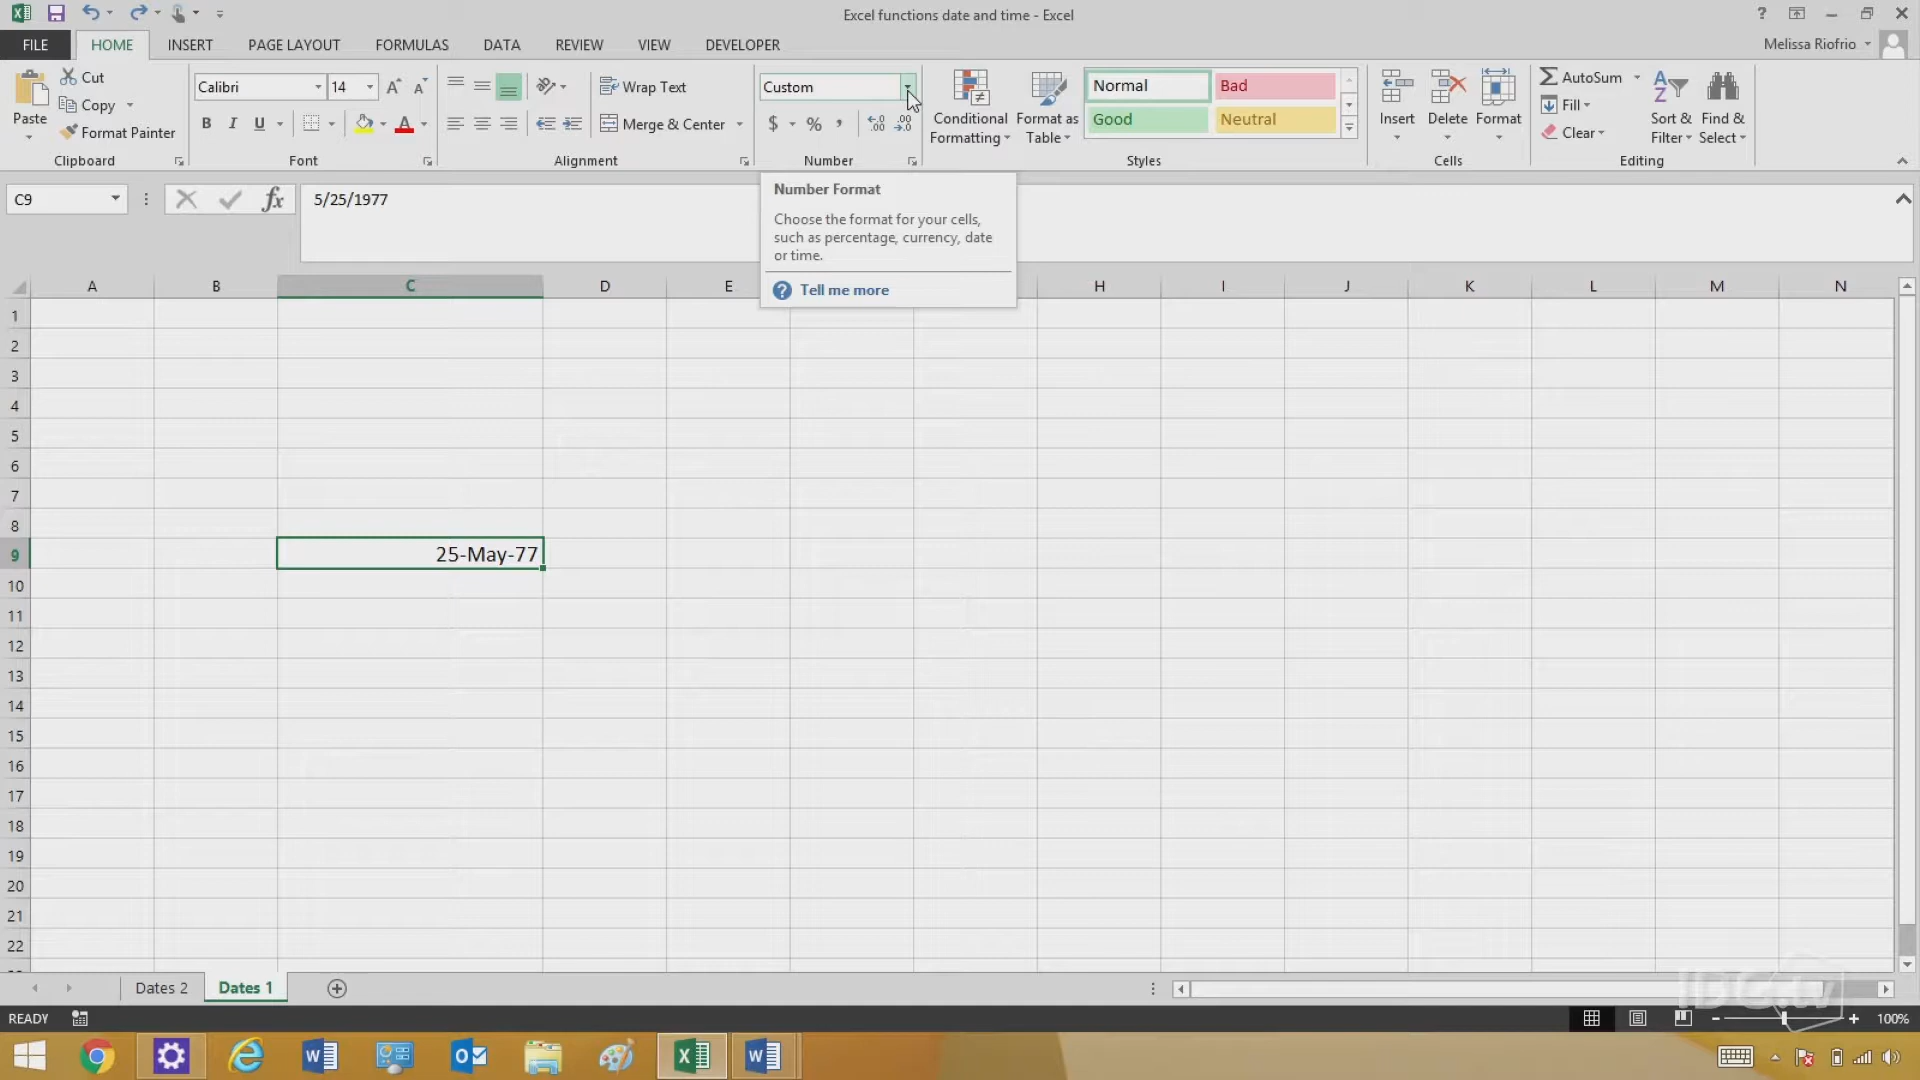 Excel functions date and time - Excel
?
FILE HOME INSERT PAGE LAYOUT FORMULAS DATA REVIEW VIEW DEVELOPER
Melissa Riofrio
Paste
Cut
Copy
Format Painter
Clipboard
Calibri 14
B I U
Font
Wrap Text
Merge & Center
Alignment
Custom
$ % ,
Number
Conditional
Formatting
Format as
Table
Normal Bad
Good Neutral
Styles
Insert Delete Format
Cells
AutoSum
Fill
Clear
Sort &
Filter
Find &
Select
Editing
C9
fx
5/25/1977
Number Format
Choose the format for your cells,
such as percentage, currency, date
or time.
Tell me more
A B C D E H I J K L M N
1
2
3
4
5
6
7
8
9 25-May-77
10
11
12
13
14
15
16
17
18
19
20
21
22
Dates 2 Dates 1
IDG.tv
READY
100%